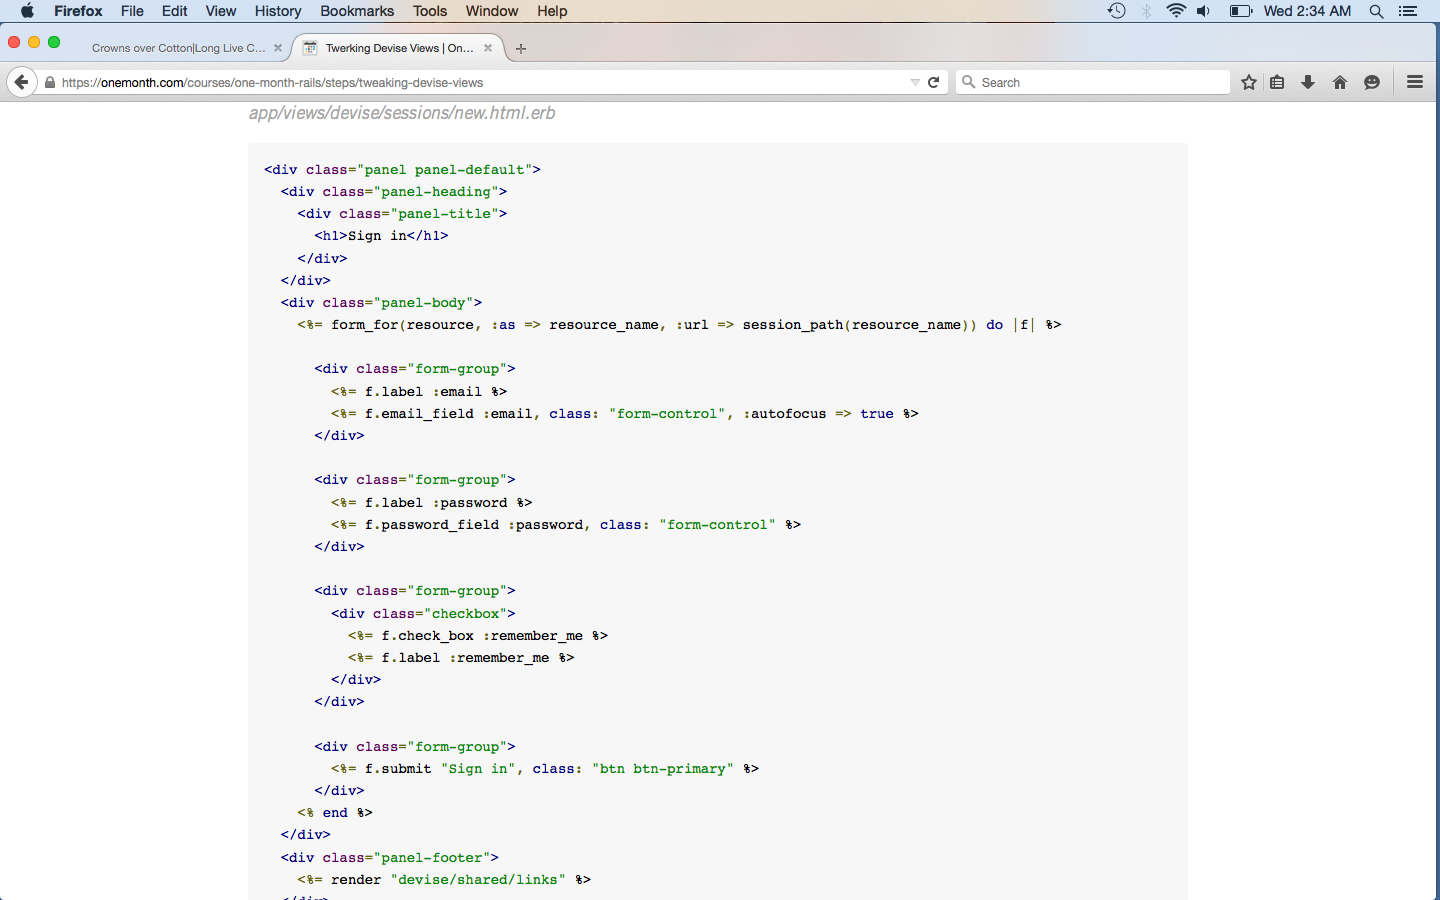 Firefox File Edit View History Bookmarks Tools Window Help Wed 2:34 AM
Crowns over Cotton|Long Live C... Twerking Devise Views | On...
https://onemonth.com/courses/one-month-rails/steps/tweaking-devise-views Search
app/views/devise/sessions/new.html.erb
<div class="panel panel-default">
<div class="panel-heading">
<div class="panel-title">
<h1>Sign in</h1>
</div>
</div>
<div class="panel-body">
<%= form_for(resource, :as => resource_name, :url => session_path(resource_name)) do |f| %>
<div class="form-group">
<%= f.label :email %>
<%= f.email_field :email, class: "form-control", :autofocus => true %>
</div>
<div class="form-group">
<%= f.label :password %>
<%= f.password_field :password, class: "form-control" %>
</div>
<div class="form-group">
<div class="checkbox">
<%= f.check_box :remember_me %>
<%= f.label :remember_me %>
</div>
</div>
<div class="form-group">
<%= f.submit "Sign in", class: "btn btn-primary" %>
</div>
<% end %>
</div>
<div class="panel-footer">
<%= render "devise/shared/links" %>
</div>